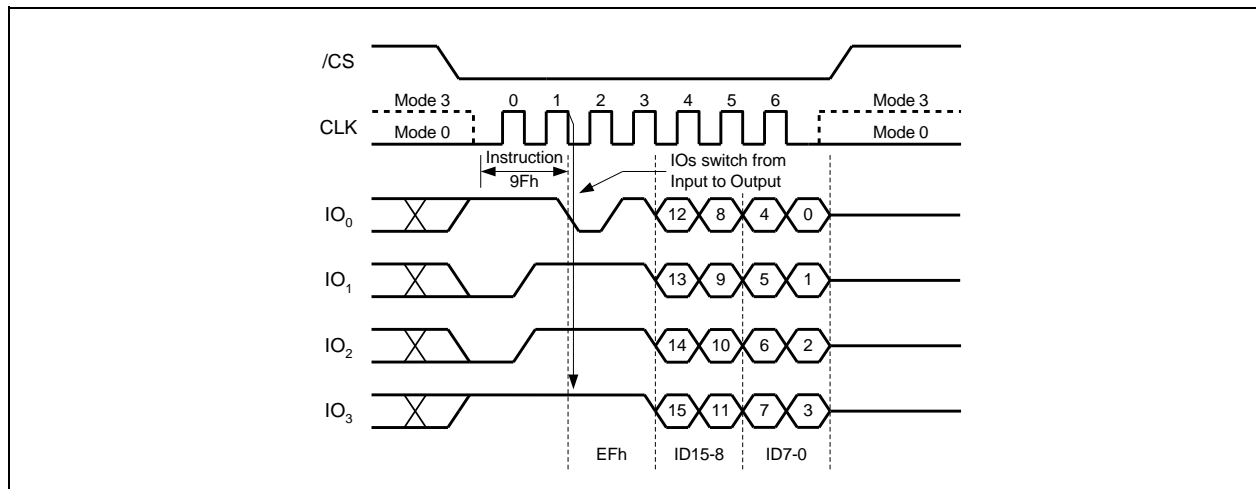 /CS
0 1 2 3 4 5 6
Mode 3 Mode 3
CLK
Mode 0 Mode 0
Instruction
9Fh
IOs switch from
Input to Output
IO0 12 8 4 0
IO1 13 9 5 1
IO2 14 10 6 2
IO3 15 11 7 3
EFh ID15-8 ID7-0